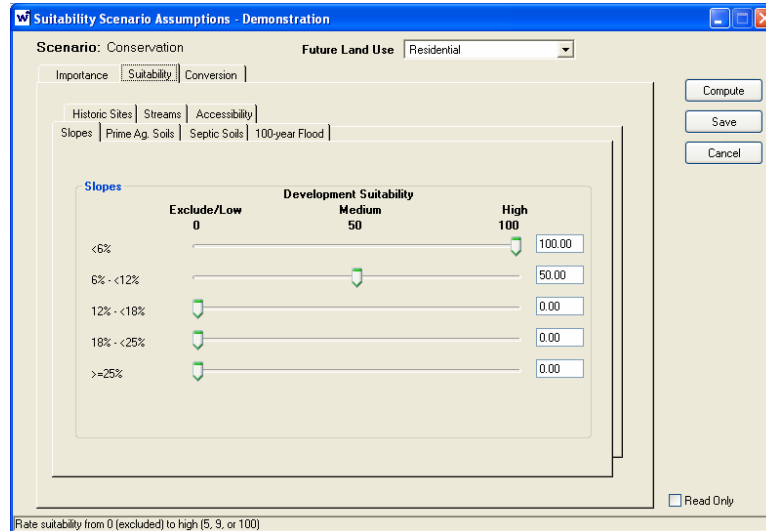 Suitability Scenario Assumptions - Demonstration
Scenario: Conservation Future Land Use Residential
Importance Suitability Conversion
Compute
Save
Cancel
Historic Sites Streams Accessibility
Slopes Prime Ag. Soils Septic Soils 100-year Flood
Slopes
Development Suitability
Exclude/Low Medium High
0 50 100
<6% 100.00
6% - <12% 50.00
12% - <18% 0.00
18% - <25% 0.00
>=25% 0.00
Read Only
Rate suitability from 0 (excluded) to high (5, 9, or 100)